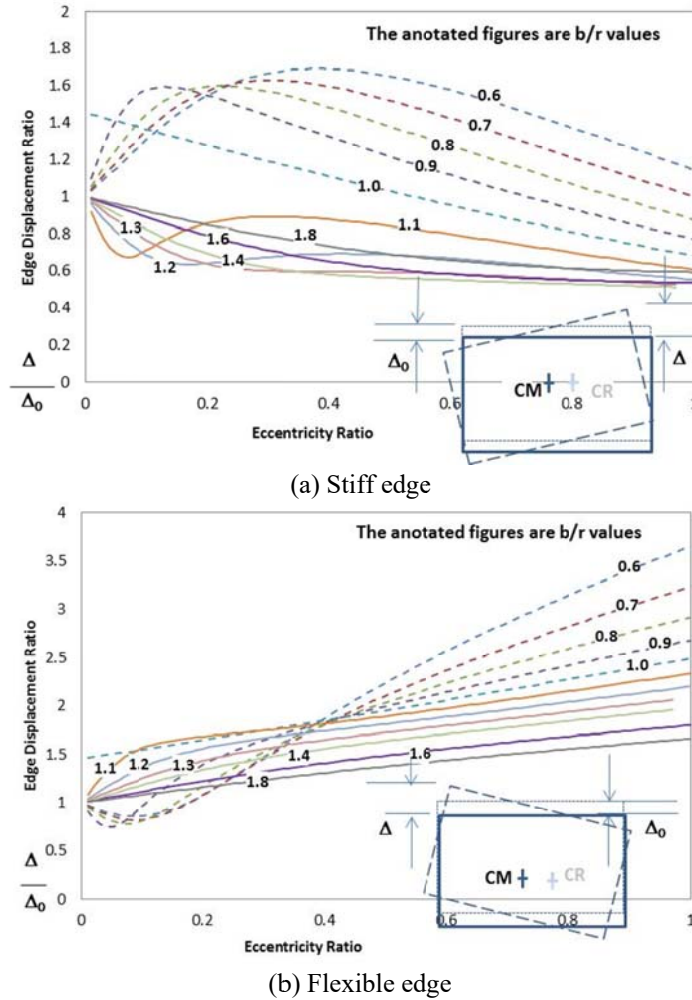 2
The anotated figures are b/r values
1.8
1.6
0.6
1.4
0.7
0.8
1.2
0.9
1.0
1
1.8
1.1
0.8
1.3
1.6
0.6
1.2
1.4
0.4
0.2
Δ0
Δ
CM CR
0
Edge Displacement Ratio
Δ
Δ0
0 0.2 0.4 0.6 0.8 1
Eccentricity Ratio
(a) Stiff edge
4
The anotated figures are b/r values
3.5
0.6
3
0.7
2.5
0.8
0.9
2
1.0
1.5
1.1 1.2 1.3 1.4 1.6
1.8
1
0.5
Δ
Δ0
CM CR
0
Edge Displacement Ratio
Δ
Δ0
0 0.2 0.4 0.6 0.8 1
Eccentricity Ratio
(b) Flexible edge